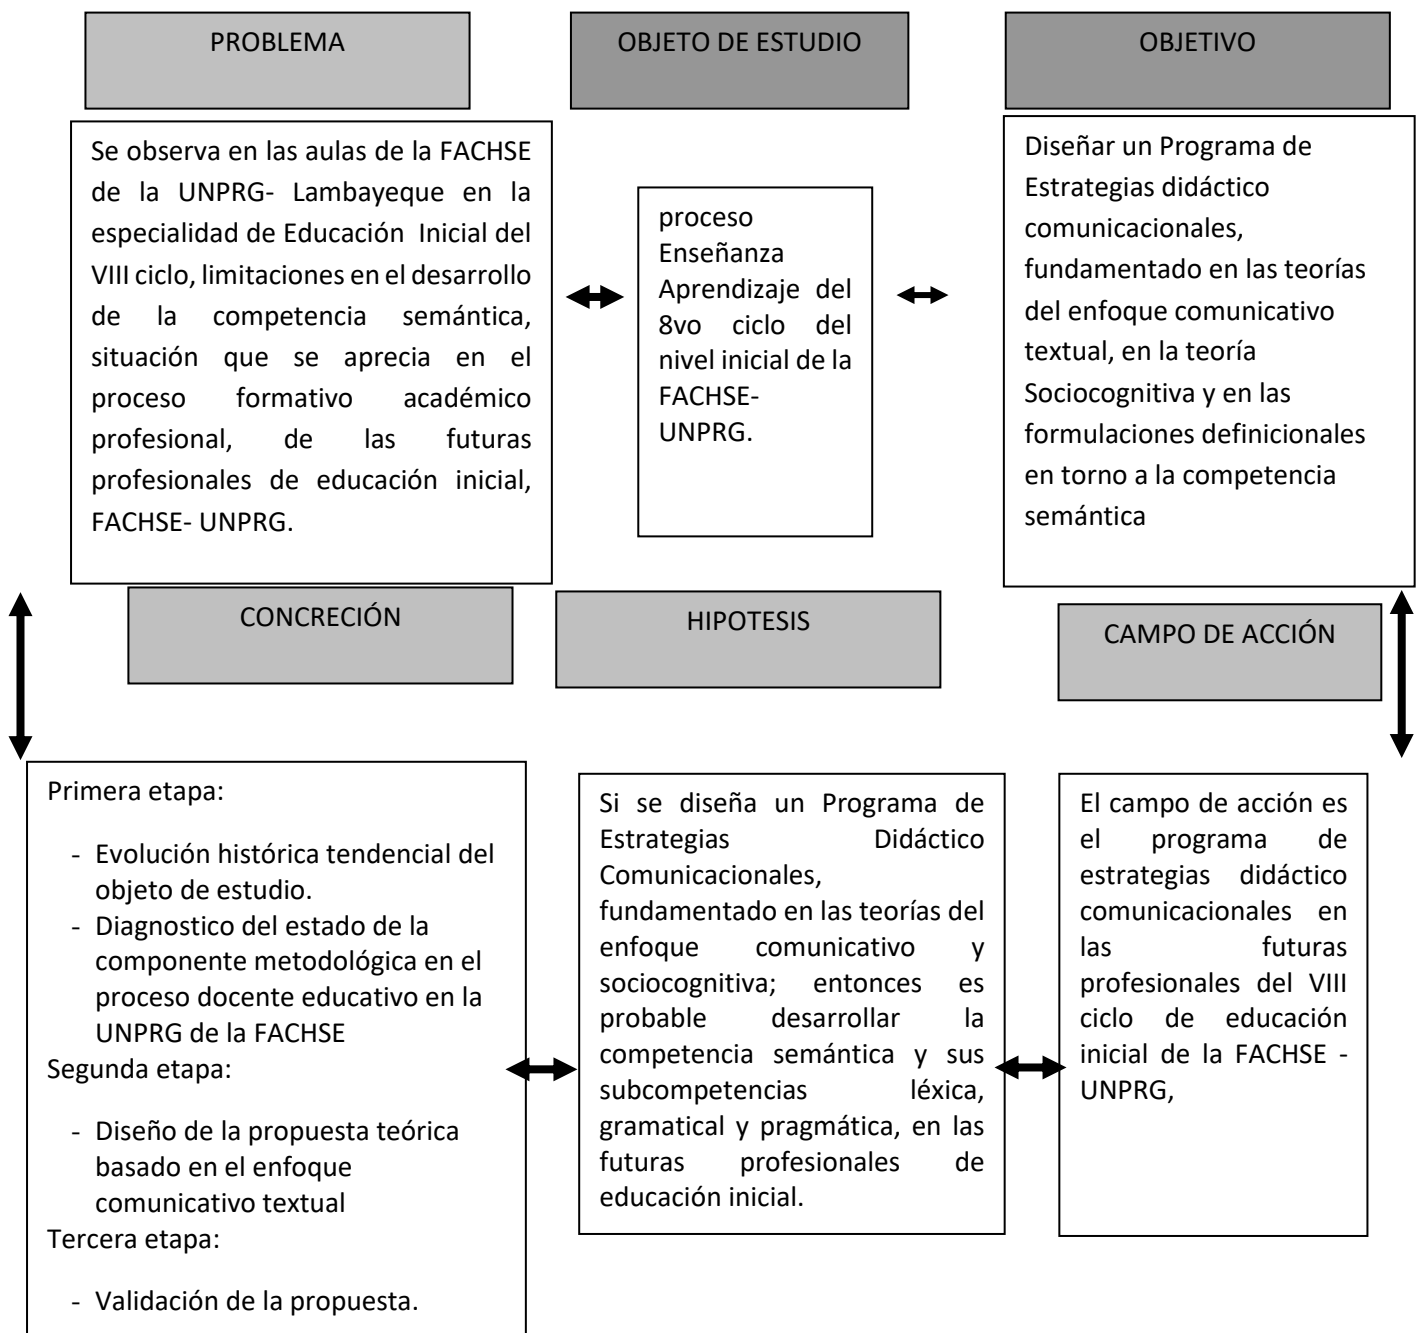 PROBLEMA
OBJETO DE ESTUDIO
OBJETIVO
Se observa en las aulas de la FACHSE
de la UNPRG- Lambayeque en la
especialidad de Educación Inicial del
VIII ciclo, limitaciones en el desarrollo
de la competencia semántica,
situación que se aprecia en el
proceso formativo académico
profesional, de las futuras
profesionales de educación inicial,
FACHSE- UNPRG.
proceso
Enseñanza
Aprendizaje del
8vo ciclo del
nivel inicial de la
FACHSE-
UNPRG.
Diseñar un Programa de
Estrategias didáctico
comunicacionales,
fundamentado en las teorías
del enfoque comunicativo
textual, en la teoría
Sociocognitiva y en las
formulaciones definicionales
en torno a la competencia
semántica
CONCRECIÓN
HIPOTESIS
CAMPO DE ACCIÓN
Primera etapa:
- Evolución histórica tendencial del
objeto de estudio.
- Diagnostico del estado de la
componente metodológica en el
proceso docente educativo en la
UNPRG de la FACHSE
Segunda etapa:
- Diseño de la propuesta teórica
basado en el enfoque
comunicativo textual
Tercera etapa:
- Validación de la propuesta.
Si se diseña un Programa de
Estrategias Didáctico
Comunicacionales,
fundamentado en las teorías del
enfoque comunicativo y
sociocognitiva; entonces es
probable desarrollar la
competencia semántica y sus
subcompetencias léxica,
gramatical y pragmática, en las
futuras profesionales de
educación inicial.
El campo de acción es
el programa de
estrategias didáctico
comunicacionales en
las futuras
profesionales del VIII
ciclo de educación
inicial de la FACHSE -
UNPRG,